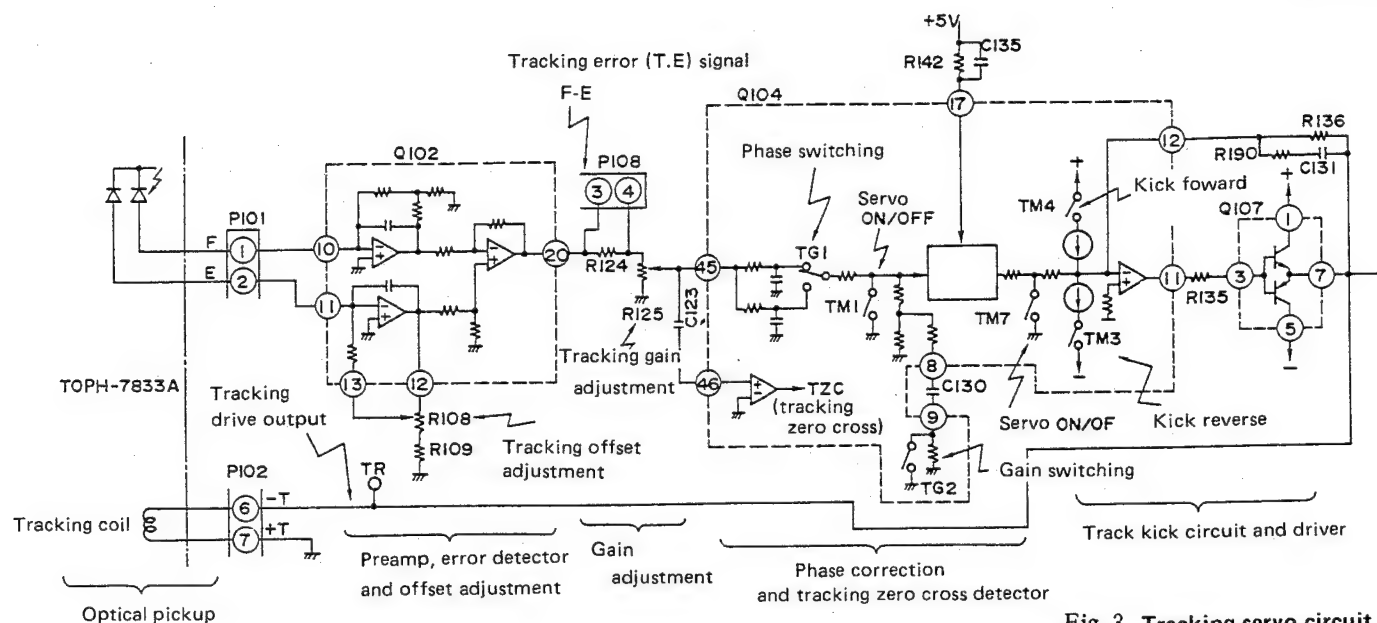 +5V
C135
R142
Tracking error (T.E) signal
F-E
Q104
17
12
R136
R190
C131
Phase switching
Kick foward
Q102
P108
3 4
Servo
ON/OFF
TM4
Q107
1
P101
F 1
E 2
10
11
20
R124
R125
C123
45
TG1
TM1
TM7
TM3
11
R135
3
7
5
TOPH-7833A
13
12
Tracking gain
adjustment
46
TZC
(tracking
zero cross)
8
C130
9
Tracking
drive output
R108
R109
Tracking offset
adjustment
Servo ON/OF
Kick reverse
Gain switching
TG2
P102
TR
6 -T
7 +T
Tracking coil
Track kick circuit and driver
Preamp, error detector
and offset adjustment
Gain
adjustment
Phase correction
and tracking zero cross detector
Optical pickup
Fig. 3 Tracking servo circuit